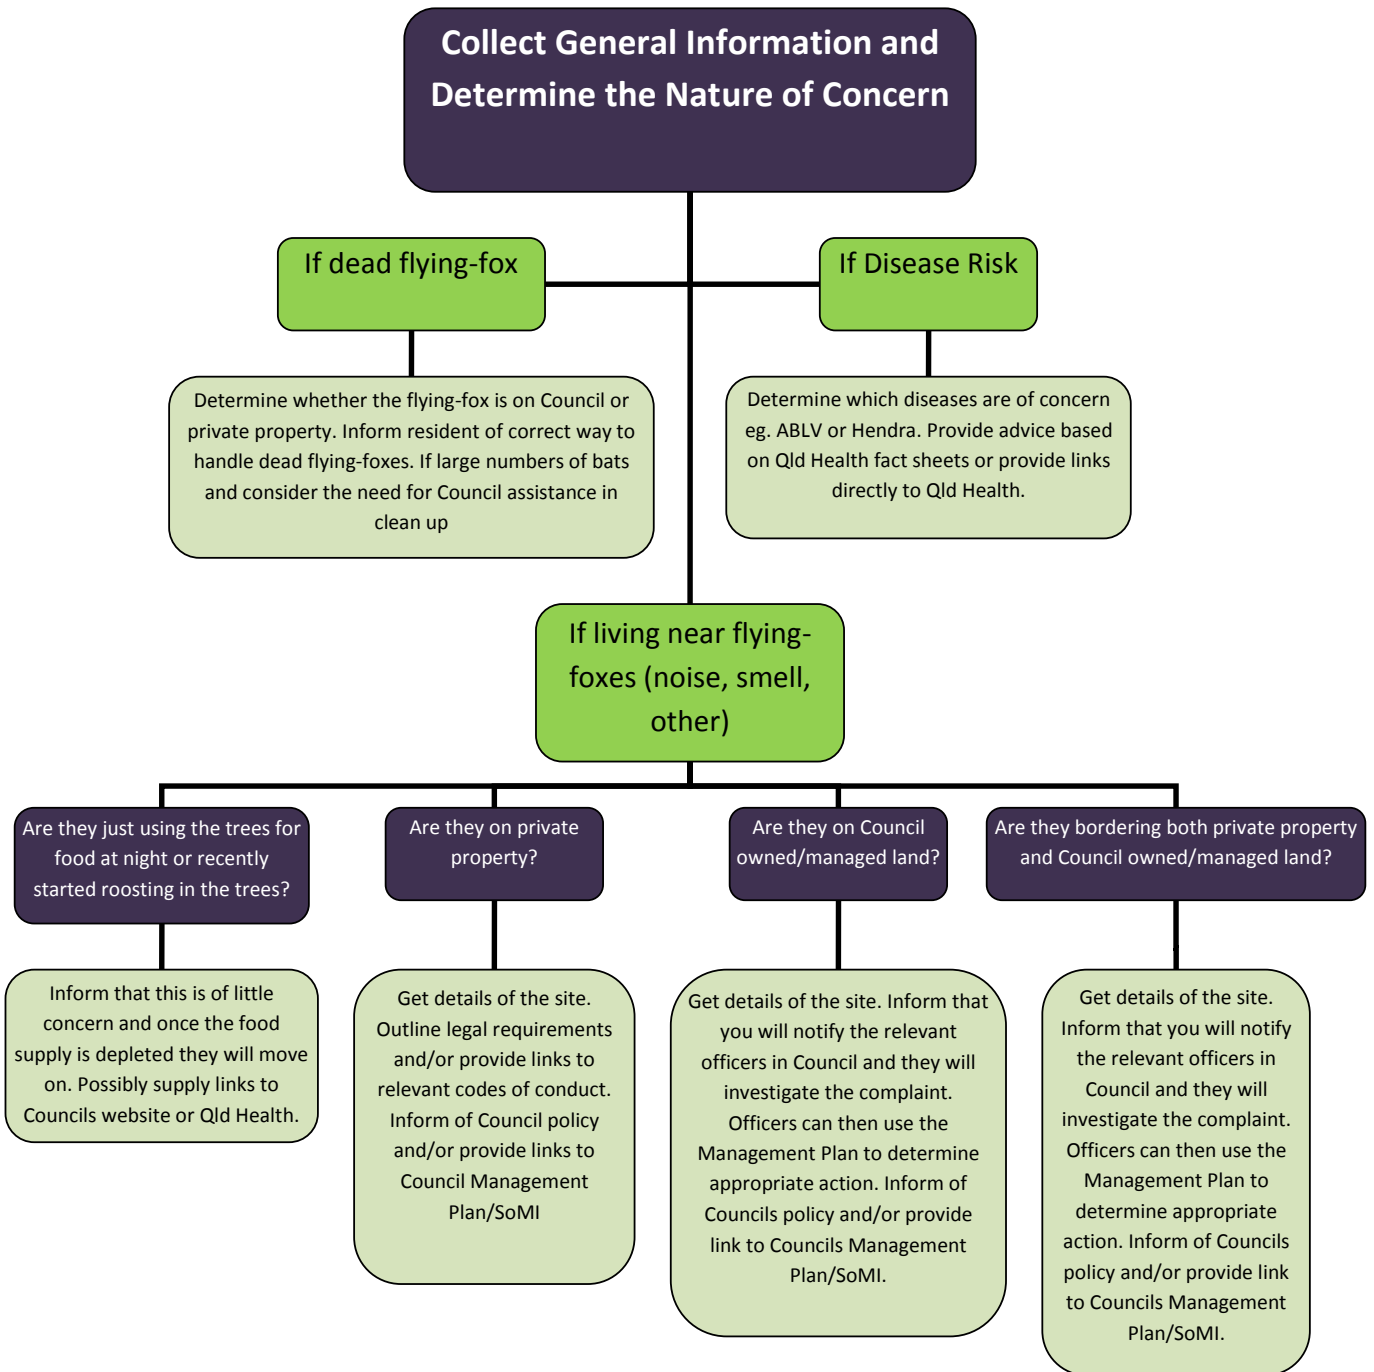 Collect General Information and
Determine the Nature of Concern
If dead flying-fox
If Disease Risk
Determine whether the flying-fox is on Council or
private property. Inform resident of correct way to
handle dead flying-foxes. If large numbers of bats
and consider the need for Council assistance in
clean up
Determine which diseases are of concern
eg. ABLV or Hendra. Provide advice based
on Qld Health fact sheets or provide links
directly to Qld Health.
If living near flying-
foxes (noise, smell,
other)
Are they just using the trees for
food at night or recently
started roosting in the trees?
Are they on private
property?
Are they on Council
owned/managed land?
Are they bordering both private property
and Council owned/managed land?
Inform that this is of little
concern and once the food
supply is depleted they will move
on. Possibly supply links to
Councils website or Qld Health.
Get details of the site.
Outline legal requirements
and/or provide links to
relevant codes of conduct.
Inform of Council policy
and/or provide links to
Council Management
Plan/SoMI
Get details of the site. Inform that
you will notify the relevant
officers in Council and they will
investigate the complaint.
Officers can then use the
Management Plan to determine
appropriate action. Inform of
Councils policy and/or provide
link to Councils Management
Plan/SoMI.
Get details of the site.
Inform that you will notify
the relevant officers in
Council and they will
investigate the complaint.
Officers can then use the
Management Plan to
determine appropriate
action. Inform of Councils
policy and/or provide link
to Councils Management
Plan/SoMI.